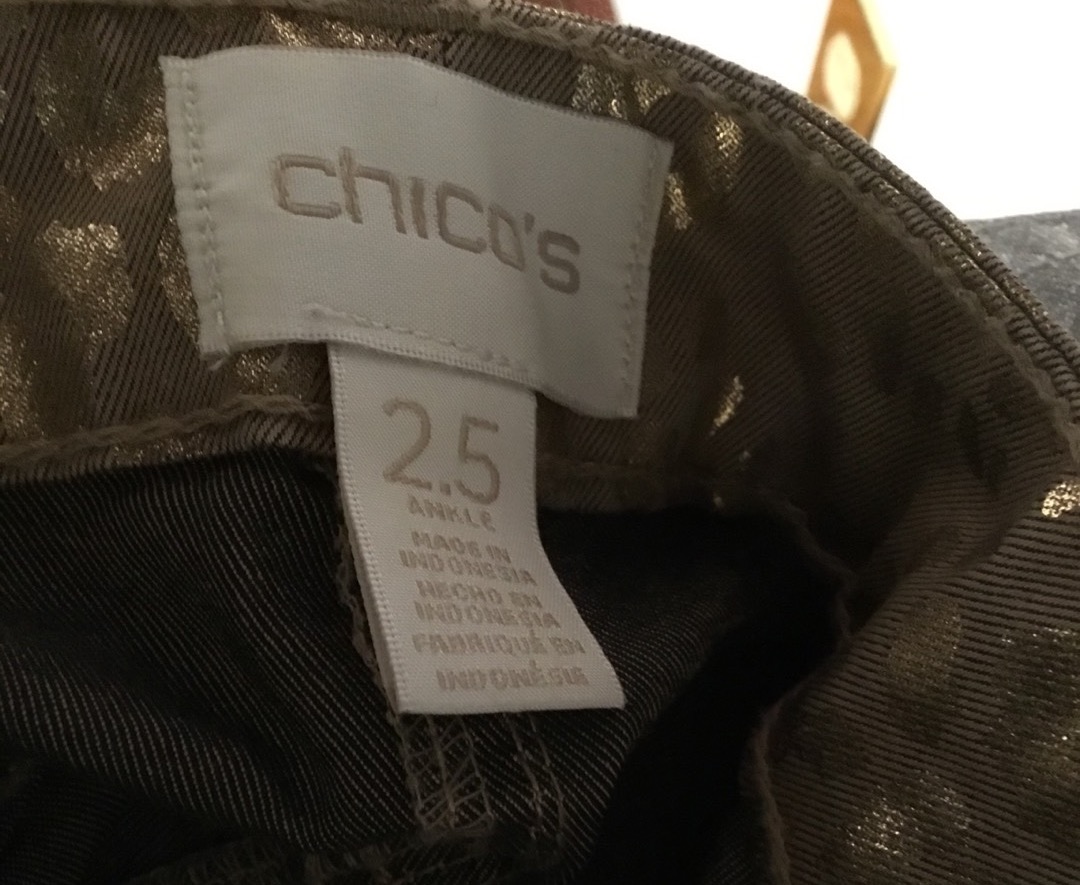 chico's
2.5
ANKLE
MADE IN
INDONESIA
HECHO EN
INDONESIA
FABRIQUÉ EN
INDONÉSIE